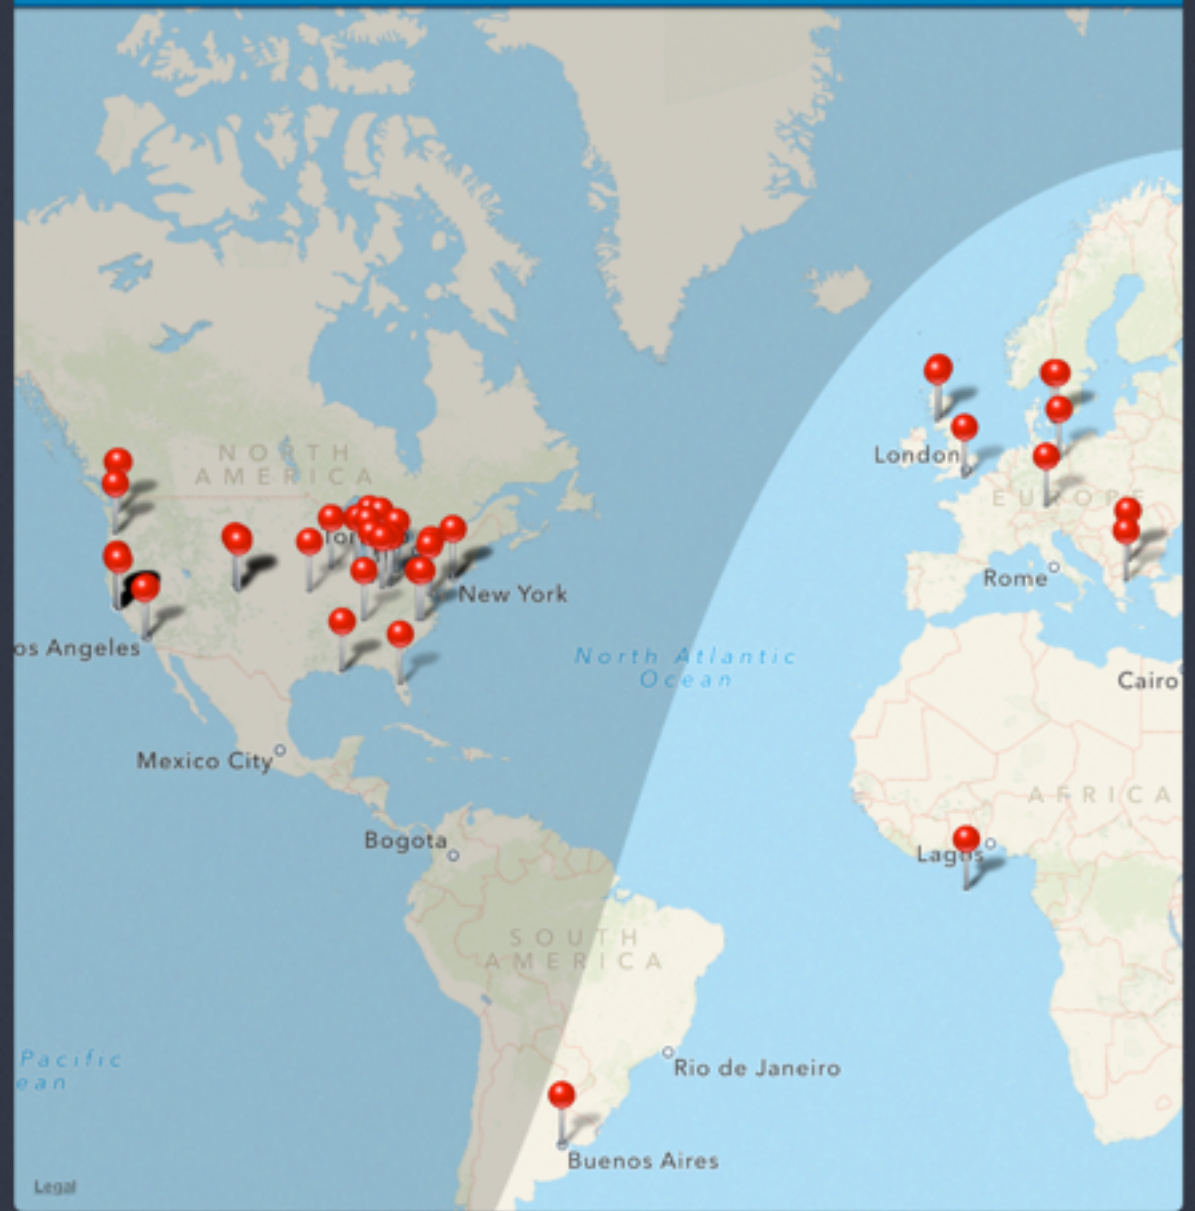 NORTH
AMERICA
London
EUROPE
Tor
New York
Rome
os Angeles
North Atlantic
Ocean
Cairo
Mexico City
AFRICA
Bogota
Lagos
SOUTH
AMERICA
Pacific
ean
Rio de Janeiro
Buenos Aires
Legal